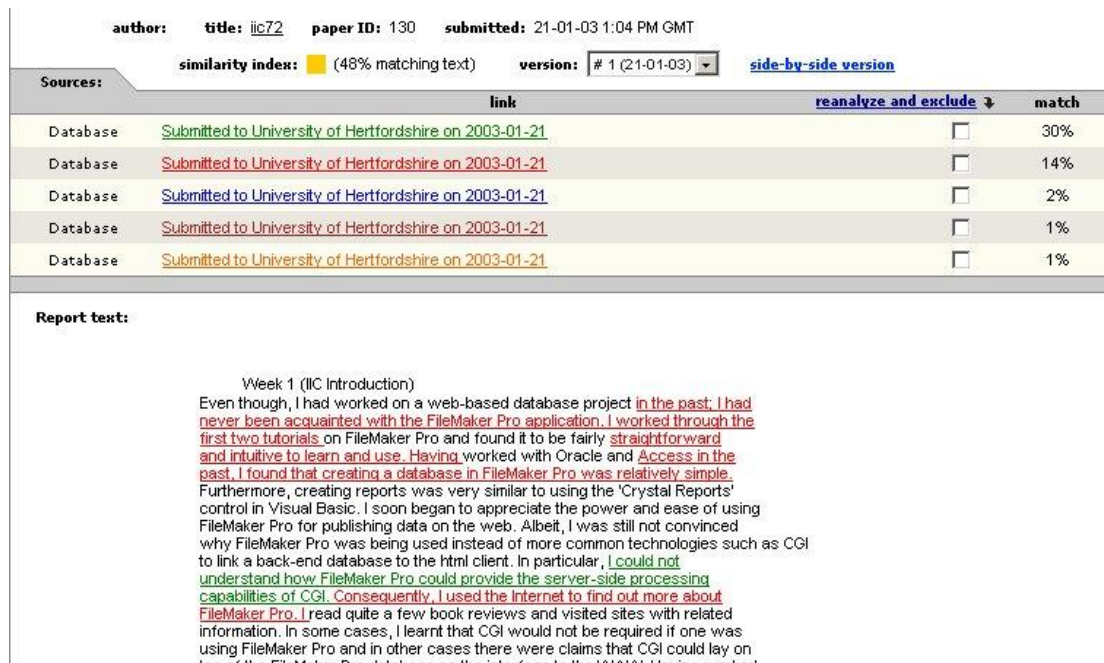 author: title: iic72 paper ID: 130 submitted: 21-01-03 1:04 PM GMT
similarity index: (48% matching text) version: # 1 (21-01-03) side-by-side version
Sources:
link reanalyze and exclude match
Database Submitted to University of Hertfordshire on 2003-01-21 30%
Database Submitted to University of Hertfordshire on 2003-01-21 14%
Database Submitted to University of Hertfordshire on 2003-01-21 2%
Database Submitted to University of Hertfordshire on 2003-01-21 1%
Database Submitted to University of Hertfordshire on 2003-01-21 1%
Report text:
Week 1 (IIC Introduction)
Even though, I had worked on a web-based database project in the past; I had
never been acquainted with the FileMaker Pro application. I worked through the
first two tutorials on FileMaker Pro and found it to be fairly straightforward
and intuitive to learn and use. Having worked with Oracle and Access in the
past, I found that creating a database in FileMaker Pro was relatively simple.
Furthermore, creating reports was very similar to using the 'Crystal Reports'
control in Visual Basic. I soon began to appreciate the power and ease of using
FileMaker Pro for publishing data on the web. Albeit, I was still not convinced
why FileMaker Pro was being used instead of more common technologies such as CGI
to link a back-end database to the html client. In particular, I could not
understand how FileMaker Pro could provide the server-side processing
capabilities of CGI. Consequently, I used the Internet to find out more about
FileMaker Pro. I read quite a few book reviews and visited sites with related
information. In some cases, I learnt that CGI would not be required if one was
using FileMaker Pro and in other cases there were claims that CGI could lay on